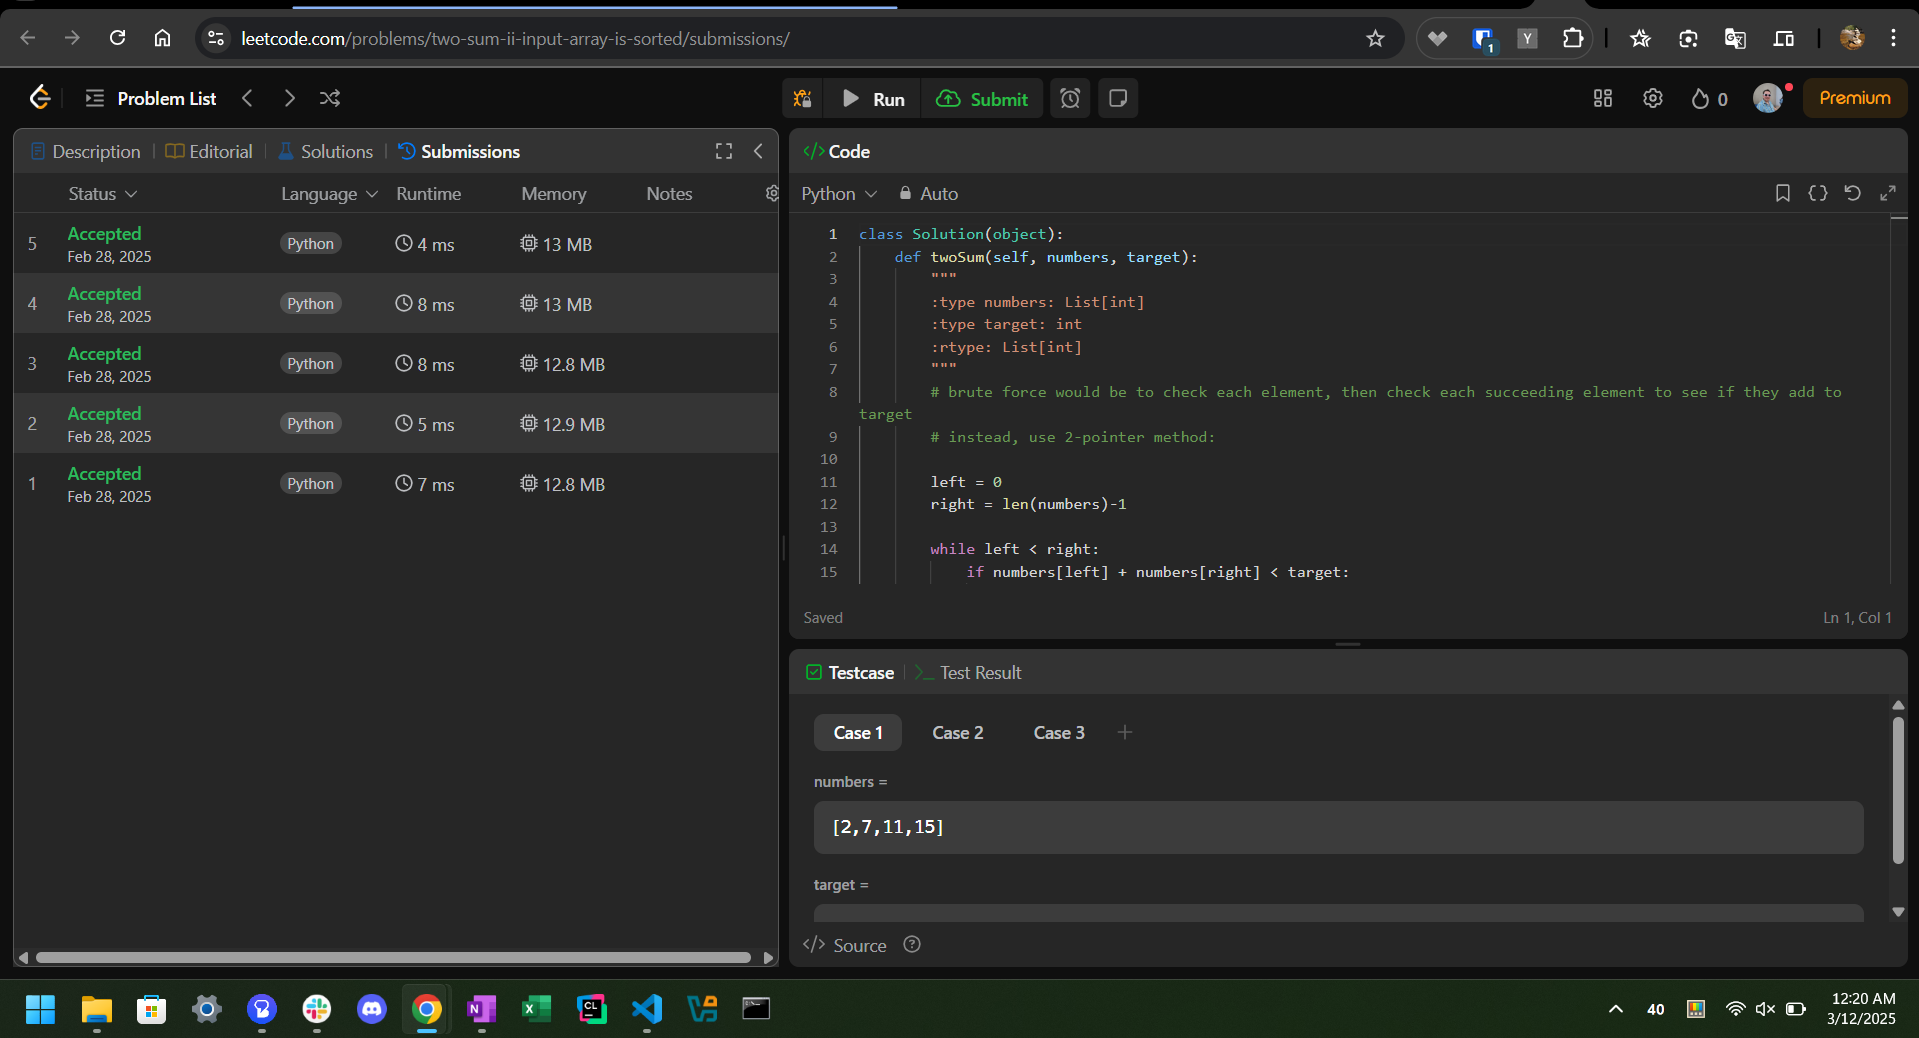 leetcode.com/problems/two-sum-ii-input-array-is-sorted/submissions/
1
Y
Problem List
Run
Submit
0
Premium
Description
Editorial
Solutions
Submissions
Status
Language
Runtime
Memory
Notes
5
Accepted
Feb 28, 2025
Python
4 ms
13 MB
4
Accepted
Feb 28, 2025
Python
8 ms
13 MB
3
Accepted
Feb 28, 2025
Python
8 ms
12.8 MB
2
Accepted
Feb 28, 2025
Python
5 ms
12.9 MB
1
Accepted
Feb 28, 2025
Python
7 ms
12.8 MB
</> Code
Python
Auto
1 class Solution(object):
2 def twoSum(self, numbers, target):
3 """
4 :type numbers: List[int]
5 :type target: int
6 :rtype: List[int]
7 """
8 # brute force would be to check each element, then check each succeeding element to see if they add to
target
9 # instead, use 2-pointer method:
10
11 left = 0
12 right = len(numbers)-1
13
14 while left < right:
15 if numbers[left] + numbers[right] < target:
Saved
Ln 1, Col 1
Testcase
>_ Test Result
Case 1
Case 2
Case 3
+
numbers =
[2,7,11,15]
target =
</> Source
?
N
X
CL
40
12:20 AM
3/12/2025